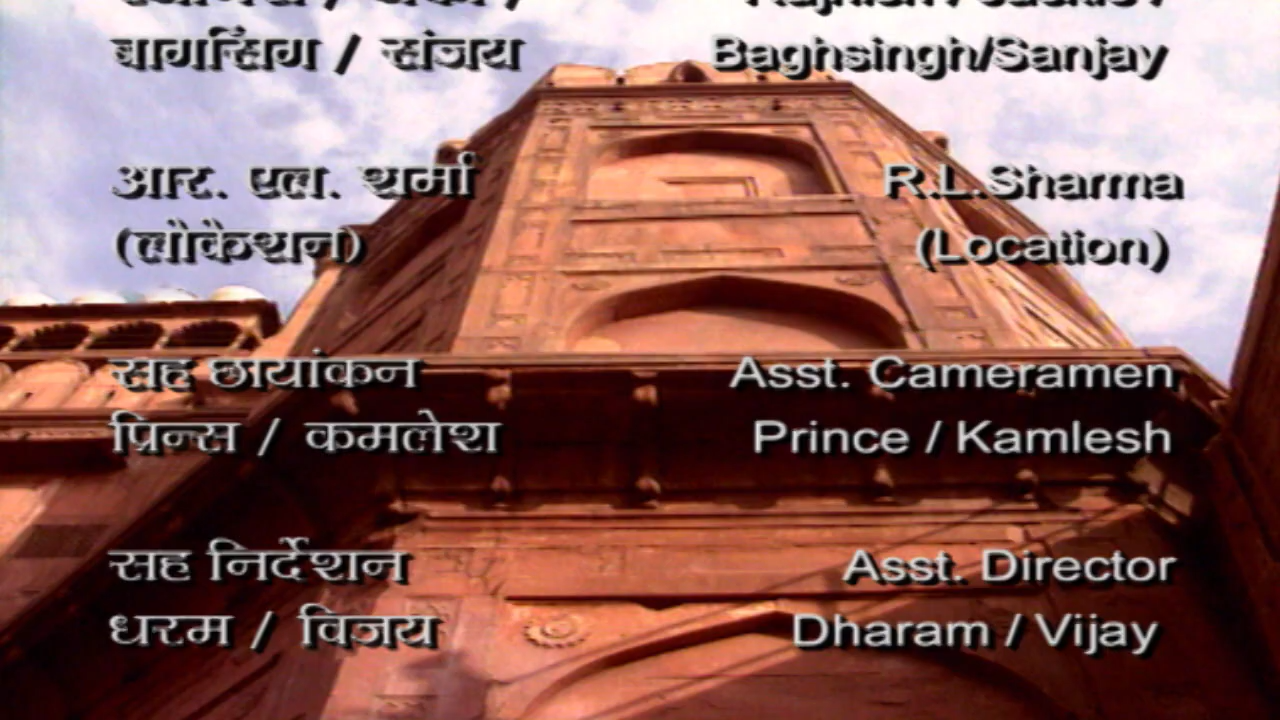 बागसिंग / संजय Baghsingh/Sanjay
आर. एल. शर्मा R.L.Sharma
(लौकैशन) (Location)
सह छायांकन Asst. Cameramen
प्रिन्स / कमलेश Prince / Kamlesh
सह निर्देशन Asst. Director
धरम / विजय Dharam / Vijay